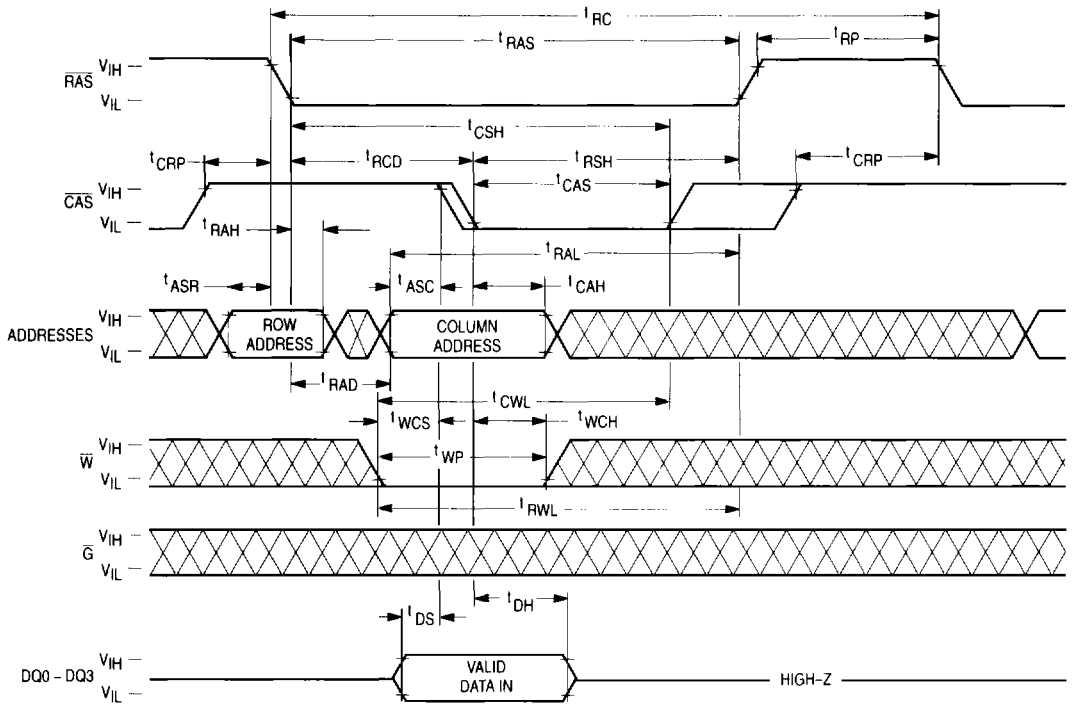 tRC
tRAS
tRP
RAS
VIH
VIL
tCSH
tCRP
tRCD
tRSH
tCRP
tCAS
CAS
VIH
VIL
tRAH
tRAL
tASR
tASC
tCAH
ADDRESSES
VIH
VIL
ROW
ADDRESS
COLUMN
ADDRESS
tRAD
tCWL
tWCS
tWCH
W
VIH
VIL
tWP
tRWL
G
VIH
VIL
tDS
tDH
DQ0 – DQ3
VIH
VIL
VALID
DATA IN
HIGH–Z